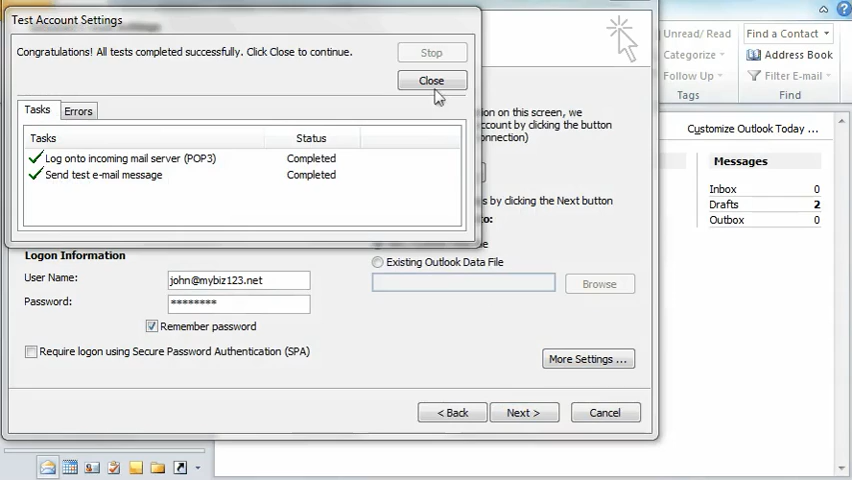 Test Account Settings
Congratulations! All tests completed successfully. Click Close to continue.
Stop
Close
Tasks
Errors
Tasks Status
Log onto incoming mail server (POP3) Completed
Send test e-mail message Completed
tion on this screen, we
account by clicking the button
onnection)
s by clicking the Next button
to:
Existing Outlook Data File
Browse
Logon Information
User Name: john@mybiz123.net
Password: ********
Remember password
Require logon using Secure Password Authentication (SPA)
More Settings ...
< Back
Next >
Cancel
Unread/ Read
Categorize
Follow Up
Tags
Find a Contact
Address Book
Filter E-mail
Find
Customize Outlook Today ...
Messages
Inbox 0
Drafts 2
Outbox 0